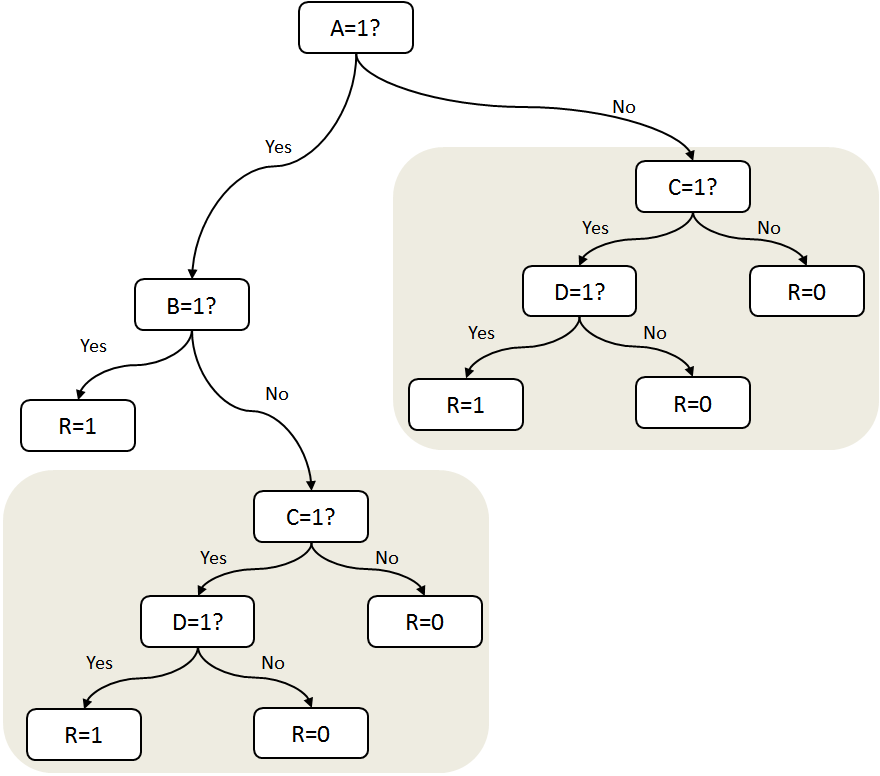 A=1?
No
Yes
C=1?
Yes
No
D=1?
R=0
B=1?
Yes
No
Yes
R=1
R=0
No
R=1
C=1?
Yes
No
D=1?
R=0
Yes
No
R=1
R=0